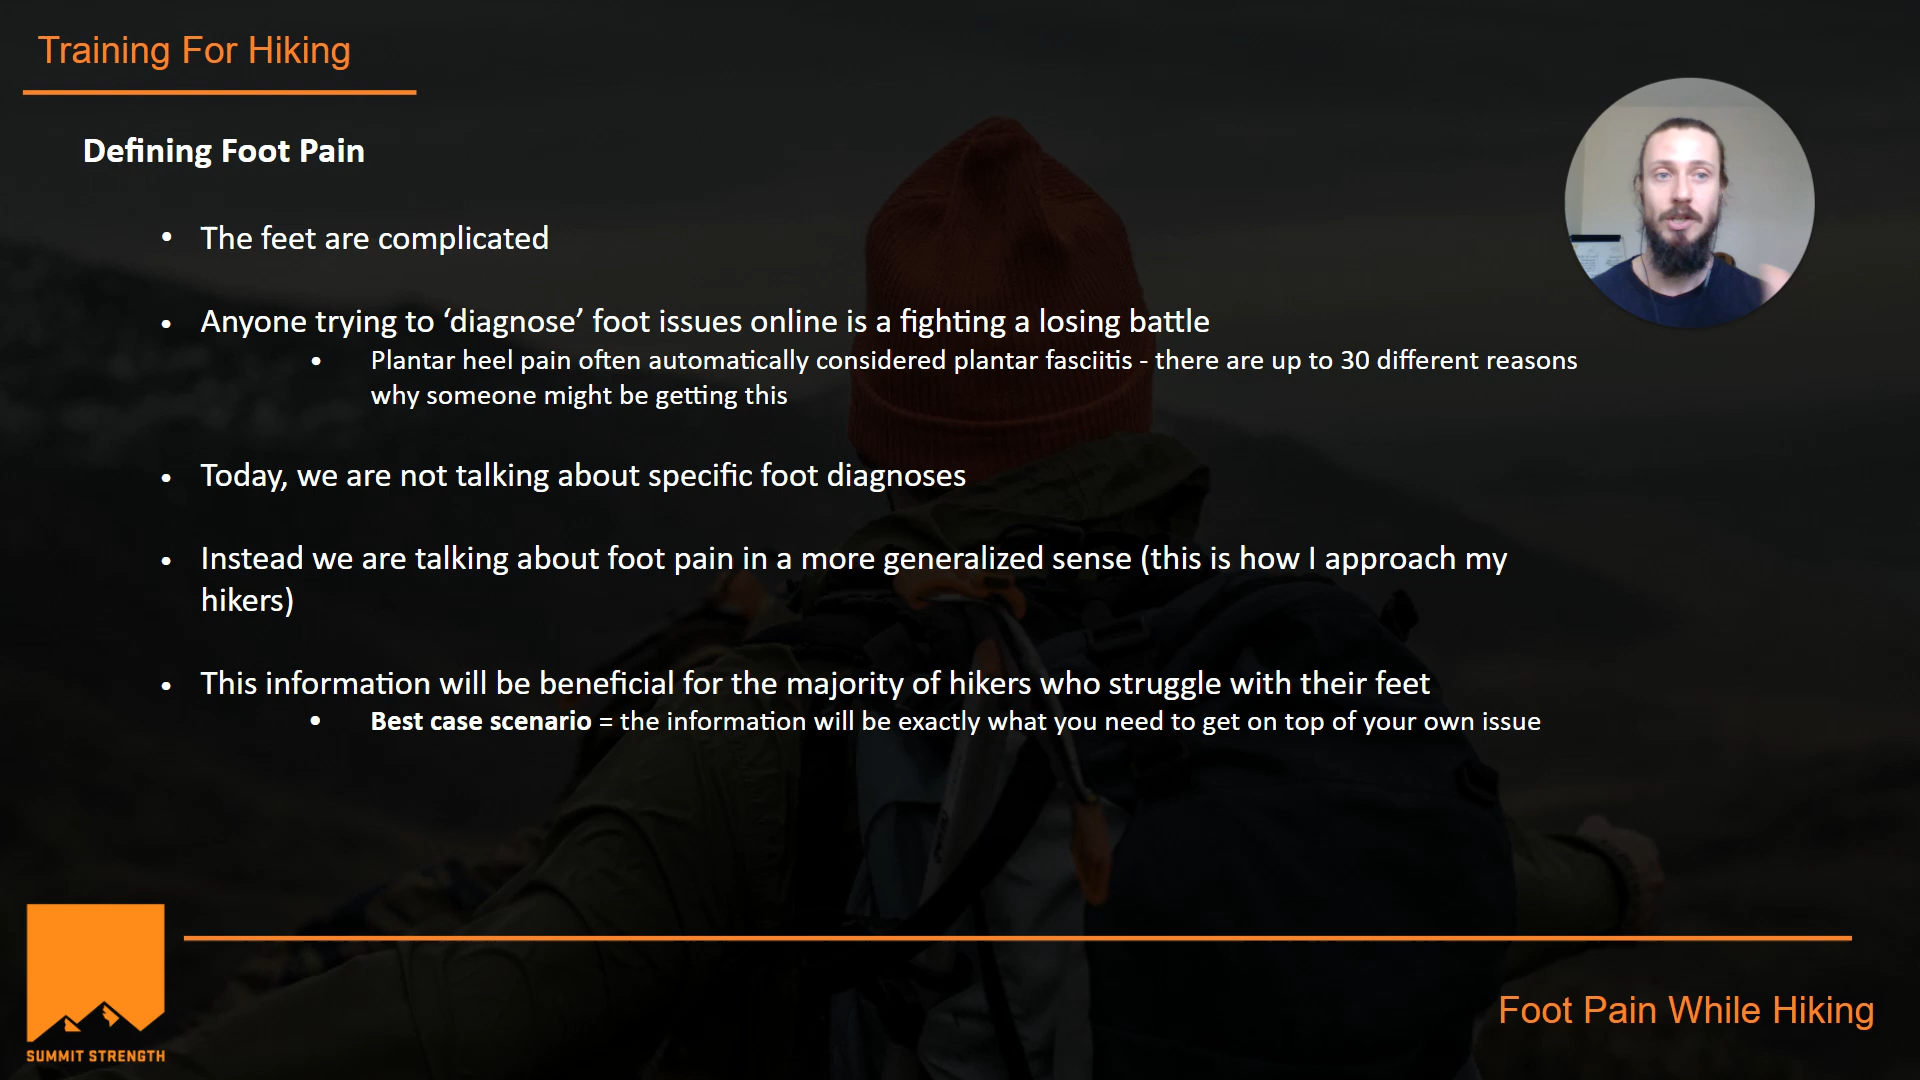 Training For Hiking
Defining Foot Pain
• The feet are complicated
• Anyone trying to ‘diagnose’ foot issues online is a fighting a losing battle
• Plantar heel pain often automatically considered plantar fasciitis - there are up to 30 different reasons
why someone might be getting this
• Today, we are not talking about specific foot diagnoses
• Instead we are talking about foot pain in a more generalized sense (this is how I approach my
hikers)
• This information will be beneficial for the majority of hikers who struggle with their feet
• Best case scenario = the information will be exactly what you need to get on top of your own issue
SUMMIT STRENGTH
Foot Pain While Hiking